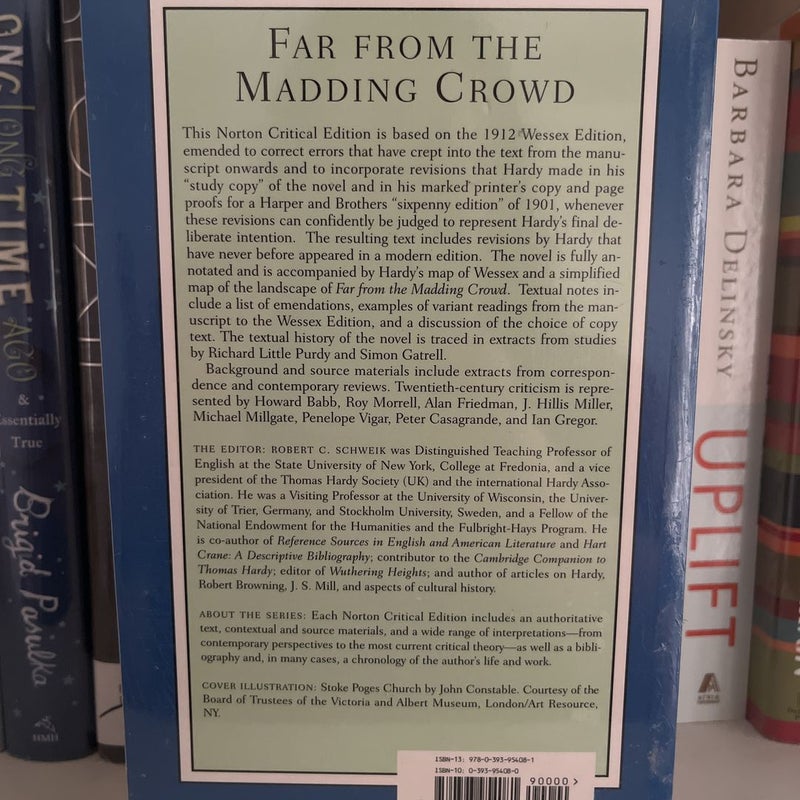 FAR FROM THE
MADDING CROWD
This Norton Critical Edition is based on the 1912 Wessex Edition,
emended to correct errors that have crept into the text from the manu-
script onwards and to incorporate revisions that Hardy made in his
“study copy” of the novel and in his marked printer’s copy and page
proofs for a Harper and Brothers “sixpenny edition” of 1901, whenever
these revisions can confidently be judged to represent Hardy’s final de-
liberate intention. The resulting text includes revisions by Hardy that
have never before appeared in a modern edition. The novel is fully an-
notated and is accompanied by Hardy’s map of Wessex and a simplified
map of the landscape of Far from the Madding Crowd. Textual notes in-
clude a list of emendations, examples of variant readings from the man-
uscript to the Wessex Edition, and a discussion of the choice of copy
text. The textual history of the novel is traced in extracts from studies
by Richard Little Purdy and Simon Gatrell.
Background and source materials include extracts from correspon-
dence and contemporary reviews. Twentieth-century criticism is repre-
sented by Howard Babb, Roy Morrell, Alan Friedman, J. Hillis Miller,
Michael Millgate, Penelope Vigar, Peter Casagrande, and Ian Gregor.
THE EDITOR: ROBERT C. SCHWEIK was Distinguished Teaching Professor of
English at the State University of New York, College at Fredonia, and a vice
president of the Thomas Hardy Society (UK) and the international Hardy Asso-
ciation. He was a Visiting Professor at the University of Wisconsin, the Univer-
sity of Trier, Germany, and Stockholm University, Sweden, and a Fellow of the
National Endowment for the Humanities and the Fulbright-Hays Program. He
is co-author of Reference Sources in English and American Literature and Hart
Crane: A Descriptive Bibliography; contributor to the Cambridge Companion to
Thomas Hardy; editor of Wuthering Heights; and author of articles on Hardy,
Robert Browning, J. S. Mill, and aspects of cultural history.
ABOUT THE SERIES: Each Norton Critical Edition includes an authoritative
text, contextual and source materials, and a wide range of interpretations—from
contemporary perspectives to the most current critical theory—as well as a bibli-
ography and, in many cases, a chronology of the author’s life and work.
COVER ILLUSTRATION: Stoke Poges Church by John Constable. Courtesy of the
Board of Trustees of the Victoria and Albert Museum, London/Art Resource,
NY.
ISBN-13: 978-0-393-95408-1
ISBN-10: 0-393-95408-0
90000>
LONG TIME AGO
&
Essentially
True
Brigid Pasulka
HMH
BARBARA DELINSKY
UPLIFT
ATRIA